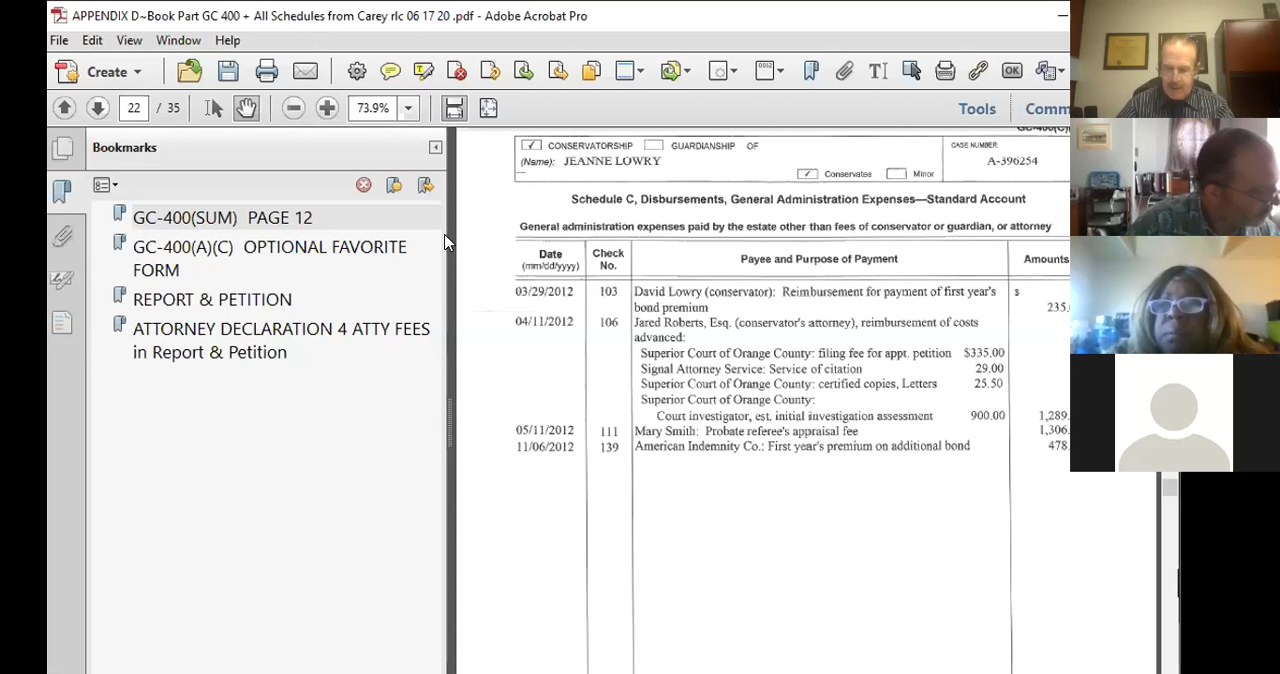 APPENDIX D~Book Part GC 400 + All Schedules from Carey rlc 06 17 20 .pdf - Adobe Acrobat Pro
File Edit View Window Help
Create
OK
22 / 35
73.9%
Tools
Comm
Bookmarks
GC-400(SUM) PAGE 12
GC-400(A)(C) OPTIONAL FAVORITE
FORM
REPORT & PETITION
ATTORNEY DECLARATION 4 ATTY FEES
in Report & Petition
CONSERVATORSHIP GUARDIANSHIP OF
CASE NUMBER:
(Name): JEANNE LOWRY
A-396254
Conservatee Minor
Schedule C, Disbursements, General Administration Expenses—Standard Account
General administration expenses paid by the estate other than fees of conservator or guardian, or attorney
Date
(mm/dd/yyyy)
Check
No.
Payee and Purpose of Payment
Amounts
03/29/2012 103 David Lowry (conservator): Reimbursement for payment of first year's $
bond premium 235.
04/11/2012 106 Jared Roberts, Esq. (conservator's attorney), reimbursement of costs
advanced:
Superior Court of Orange County: filing fee for appt. petition $335.00
Signal Attorney Service: Service of citation 29.00
Superior Court of Orange County: certified copies, Letters 25.50
Superior Court of Orange County:
Court investigator, est. initial investigation assessment 900.00 1,289.
05/11/2012 111 Mary Smith: Probate referee's appraisal fee 1,306.
11/06/2012 139 American Indemnity Co.: First year's premium on additional bond 478.